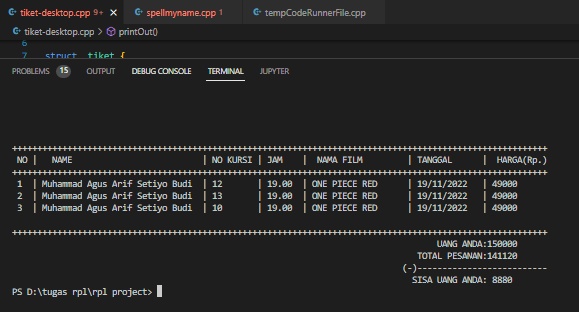 tiket-desktop.cpp 9+ × spellmyname.cpp 1 tempCodeRunnerFile.cpp
tiket-desktop.cpp > printOut()
6
7 struct tiket {
PROBLEMS 15 OUTPUT DEBUG CONSOLE TERMINAL JUPYTER
NO | NAME | NO KURSI | JAM | NAMA FILM | TANGGAL | HARGA(Rp.)
1 | Muhammad Agus Arif Setiyo Budi | 12 | 19.00 | ONE PIECE RED | 19/11/2022 | 49000
2 | Muhammad Agus Arif Setiyo Budi | 13 | 19.00 | ONE PIECE RED | 19/11/2022 | 49000
3 | Muhammad Agus Arif Setiyo Budi | 10 | 19.00 | ONE PIECE RED | 19/11/2022 | 49000
UANG ANDA:150000
TOTAL PESANAN:141120
(-)--------------------------
SISA UANG ANDA: 8880
PS D:\tugas rpl\rpl project>